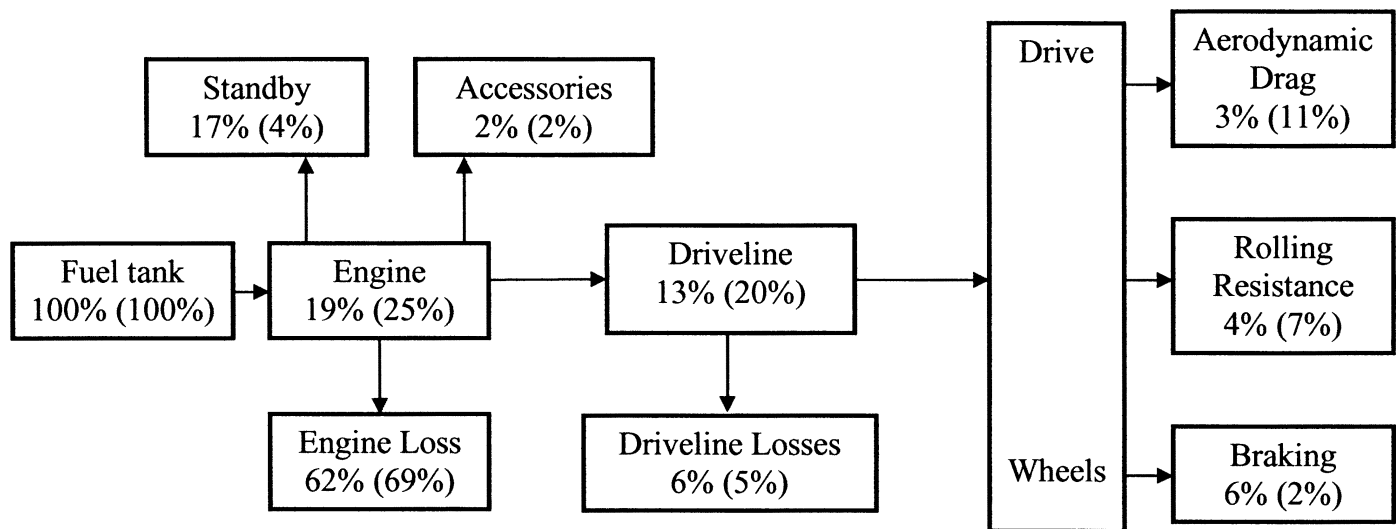 Standby
17% (4%)
Accessories
2% (2%)
Fuel tank
100% (100%)
Engine
19% (25%)
Engine Loss
62% (69%)
Driveline
13% (20%)
Driveline Losses
6% (5%)
Drive
Wheels
Aerodynamic
Drag
3% (11%)
Rolling
Resistance
4% (7%)
Braking
6% (2%)